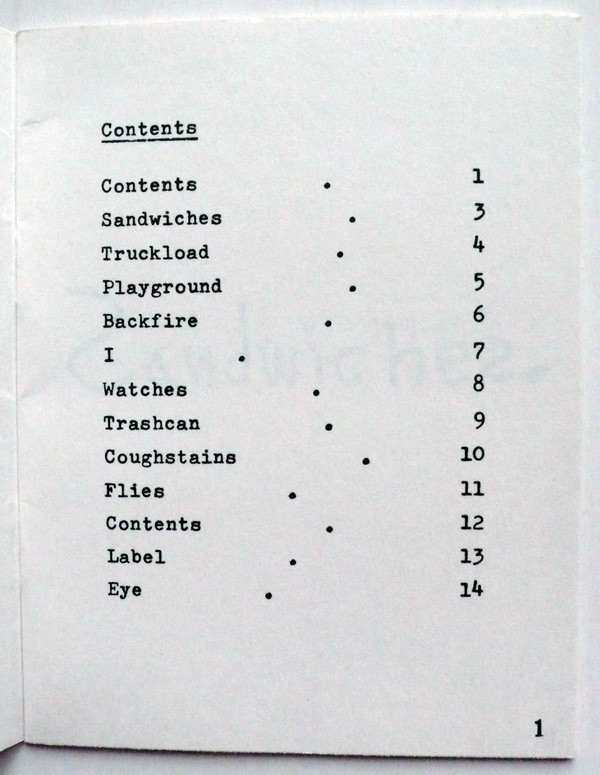 Contents
Contents . 1
Sandwiches . 3
Truckload . 4
Playground . 5
Backfire . 6
I . 7
Watches . 8
Trashcan . 9
Coughstains . 10
Flies . 11
Contents . 12
Label . 13
Eye . 14
Sandwiches
1